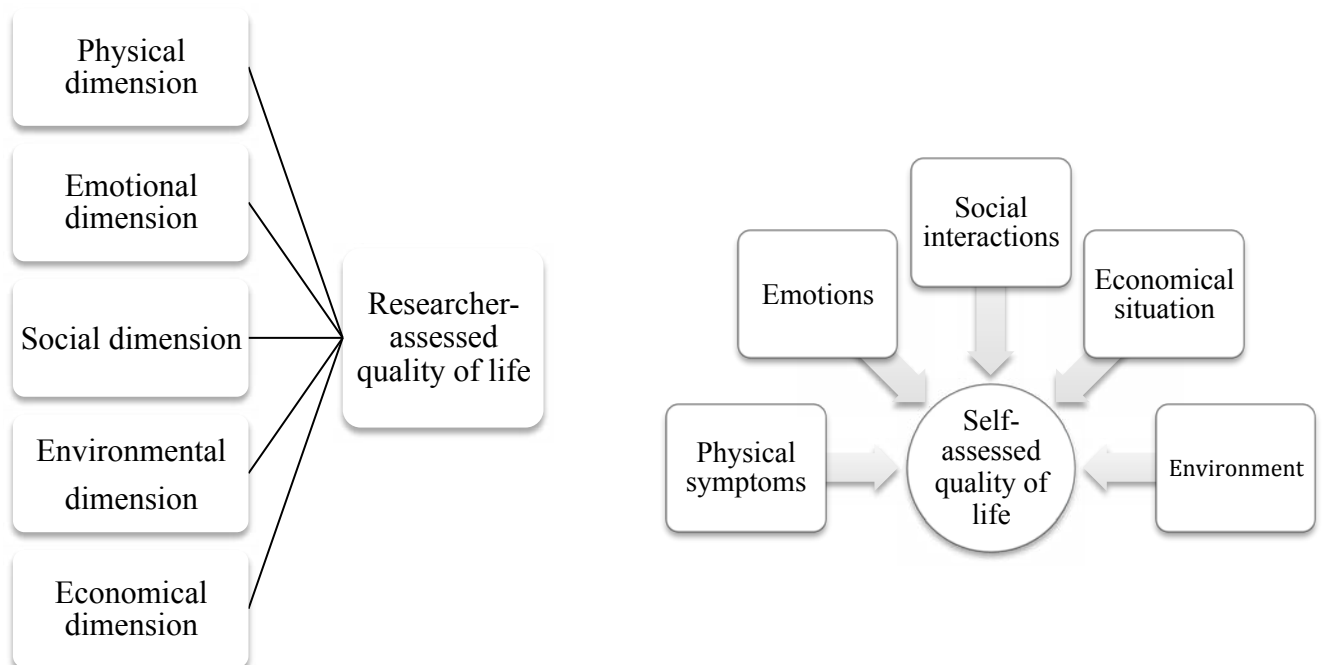 Physical
dimension
Emotional
dimension
Social dimension
Environmental
dimension
Economical
dimension
Researcher-
assessed
quality of life
Physical
symptoms
Emotions
Social
interactions
Economical
situation
Environment
Self-
assessed
quality of
life